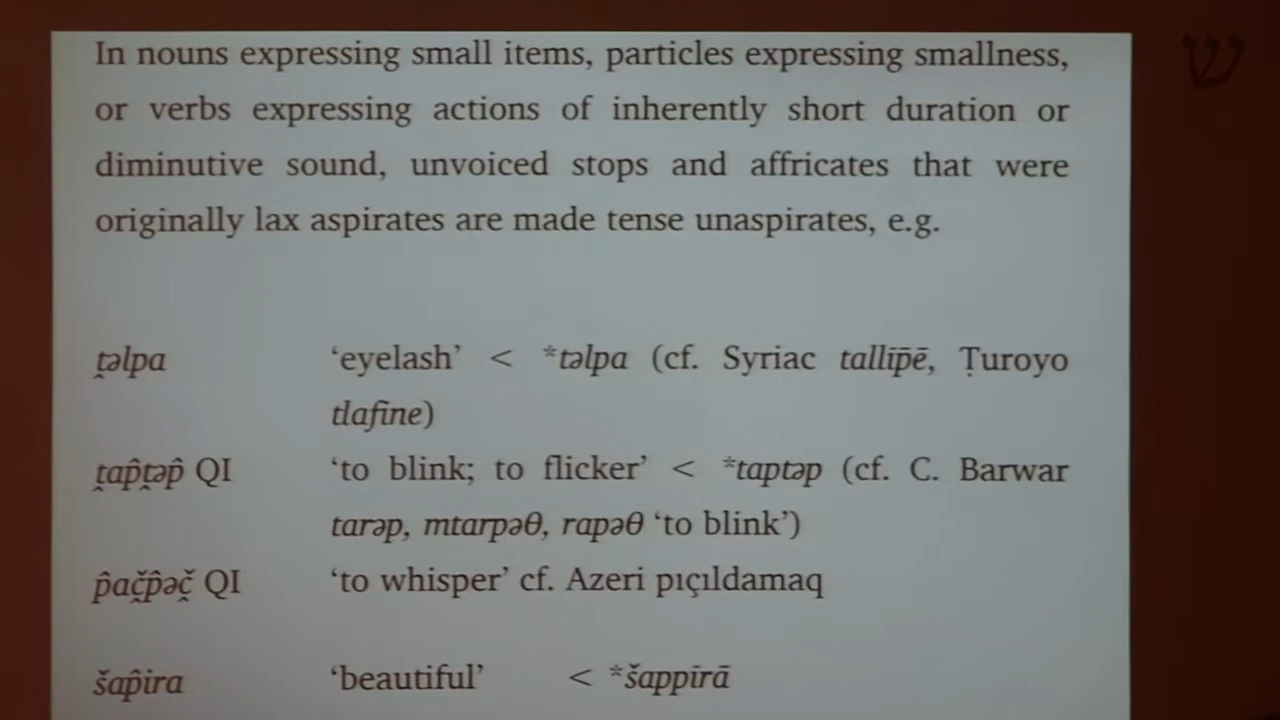 ש
In nouns expressing small items, particles expressing smallness,
or verbs expressing actions of inherently short duration or
diminutive sound, unvoiced stops and affricates that were
originally lax aspirates are made tense unaspirates, e.g.
ṱəlpa ‘eyelash’ < *təlpa (cf. Syriac tallīp̄ē, Ṭuroyo
tlafine)
ṱap̂ṱəp̂ QI ‘to blink; to flicker’ < *taptəp (cf. C. Barwar
tarəp, mtarpəθ, rapəθ ‘to blink’)
p̂ač̭p̂əč̭ QI ‘to whisper’ cf. Azeri pıçıldamaq
šap̂ira ‘beautiful’ < *šappīrā